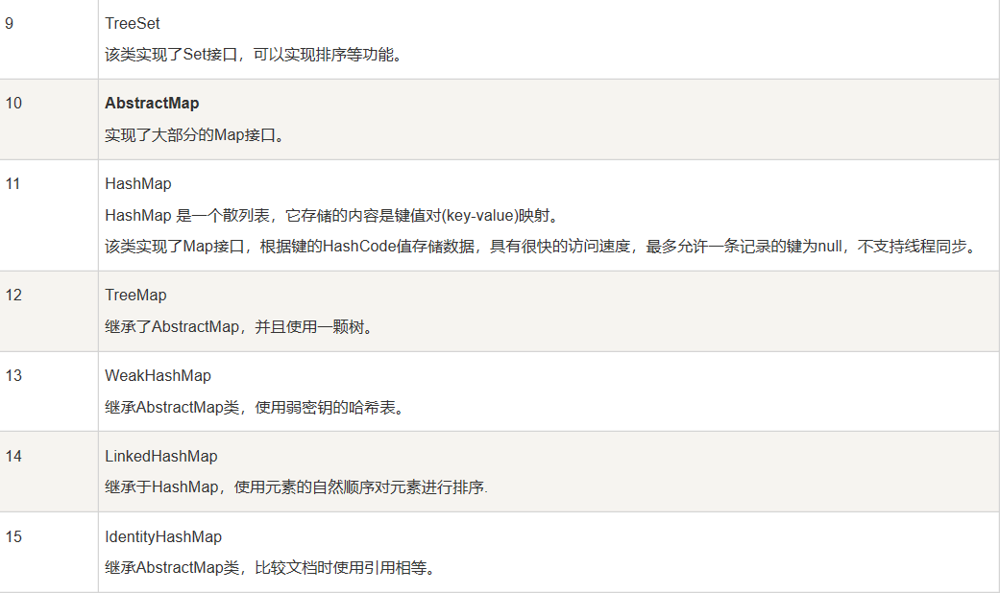 9
TreeSet
该类实现了Set接口，可以实现排序等功能。
10
AbstractMap
实现了大部分的Map接口。
11
HashMap
HashMap 是一个散列表，它存储的内容是键值对(key-value)映射。
该类实现了Map接口，根据键的HashCode值存储数据，具有很快的访问速度，最多允许一条记录的键为null，不支持线程同步。
12
TreeMap
继承了AbstractMap，并且使用一颗树。
13
WeakHashMap
继承AbstractMap类，使用弱密钥的哈希表。
14
LinkedHashMap
继承于HashMap，使用元素的自然顺序对元素进行排序.
15
IdentityHashMap
继承AbstractMap类，比较文档时使用引用相等。